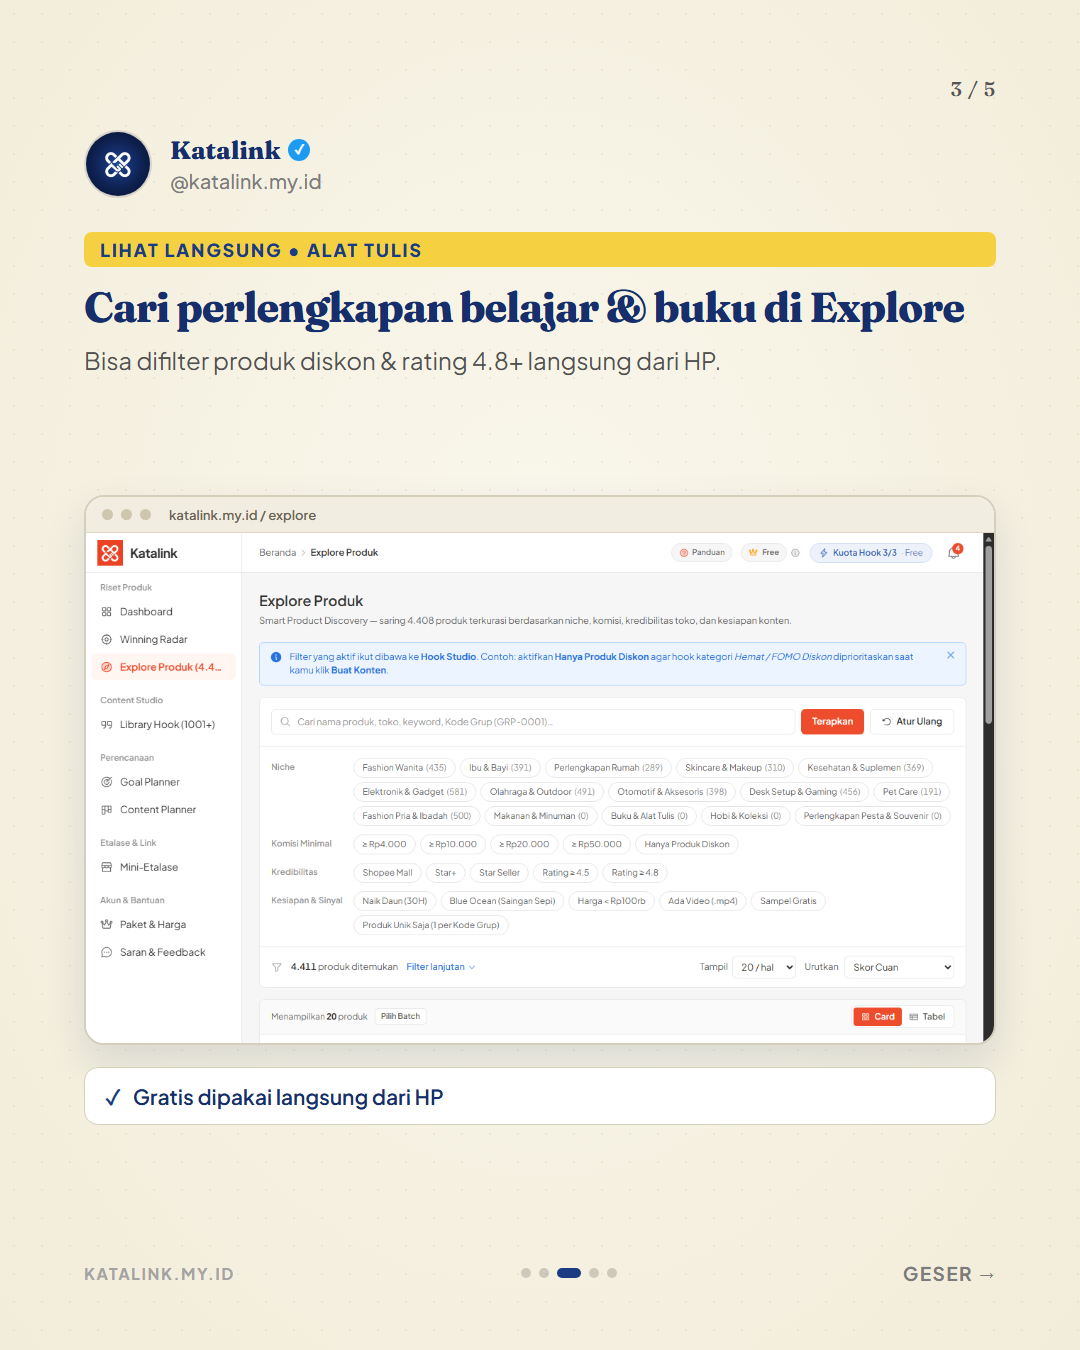 3 / 5
Katalink
@katalink.my.id
LIHAT LANGSUNG ● ALAT TULIS
Cari perlengkapan belajar & buku di Explore
Bisa difilter produk diskon & rating 4.8+ langsung dari HP.
katalink.my.id / explore
Katalink
Beranda > Explore Produk
Panduan
Free
Kuota Hook 3/3 · Free
4
Riset Produk
Dashboard
Winning Radar
Explore Produk (4.4...
Content Studio
Library Hook (1001+)
Perencanaan
Goal Planner
Content Planner
Etalase & Link
Mini-Etalase
Akun & Bantuan
Paket & Harga
Saran & Feedback
Explore Produk
Smart Product Discovery — saring 4.408 produk terkurasi berdasarkan niche, komisi, kredibilitas toko, dan kesiapan konten.
Filter yang aktif ikut dibawa ke Hook Studio. Contoh: aktifkan Hanya Produk Diskon agar hook kategori Hemat / FOMO Diskon diprioritaskan saat
kamu klik Buat Konten.
Cari nama produk, toko, keyword, Kode Grup (GRP-0001)...
Terapkan
Atur Ulang
Niche
Fashion Wanita (435) Ibu & Bayi (391) Perlengkapan Rumah (289) Skincare & Makeup (310) Kesehatan & Suplemen (369)
Elektronik & Gadget (581) Olahraga & Outdoor (491) Otomotif & Aksesoris (398) Desk Setup & Gaming (456) Pet Care (191)
Fashion Pria & Ibadah (500) Makanan & Minuman (0) Buku & Alat Tulis (0) Hobi & Koleksi (0) Perlengkapan Pesta & Souvenir (0)
Komisi Minimal ≥ Rp4.000 ≥ Rp10.000 ≥ Rp20.000 ≥ Rp50.000 Hanya Produk Diskon
Kredibilitas Shopee Mall Star+ Star Seller Rating ≥ 4.5 Rating ≥ 4.8
Kesiapan & Sinyal Naik Daun (30H) Blue Ocean (Saingan Sepi) Harga < Rp100rb Ada Video (.mp4) Sampel Gratis
Produk Unik Saja (1 per Kode Grup)
4.411 produk ditemukan Filter lanjutan Tampil 20 / hal Urutkan Skor Cuan
Menampilkan 20 produk Pilih Batch Card Tabel
✓ Gratis dipakai langsung dari HP
KATALINK.MY.ID
GESER →